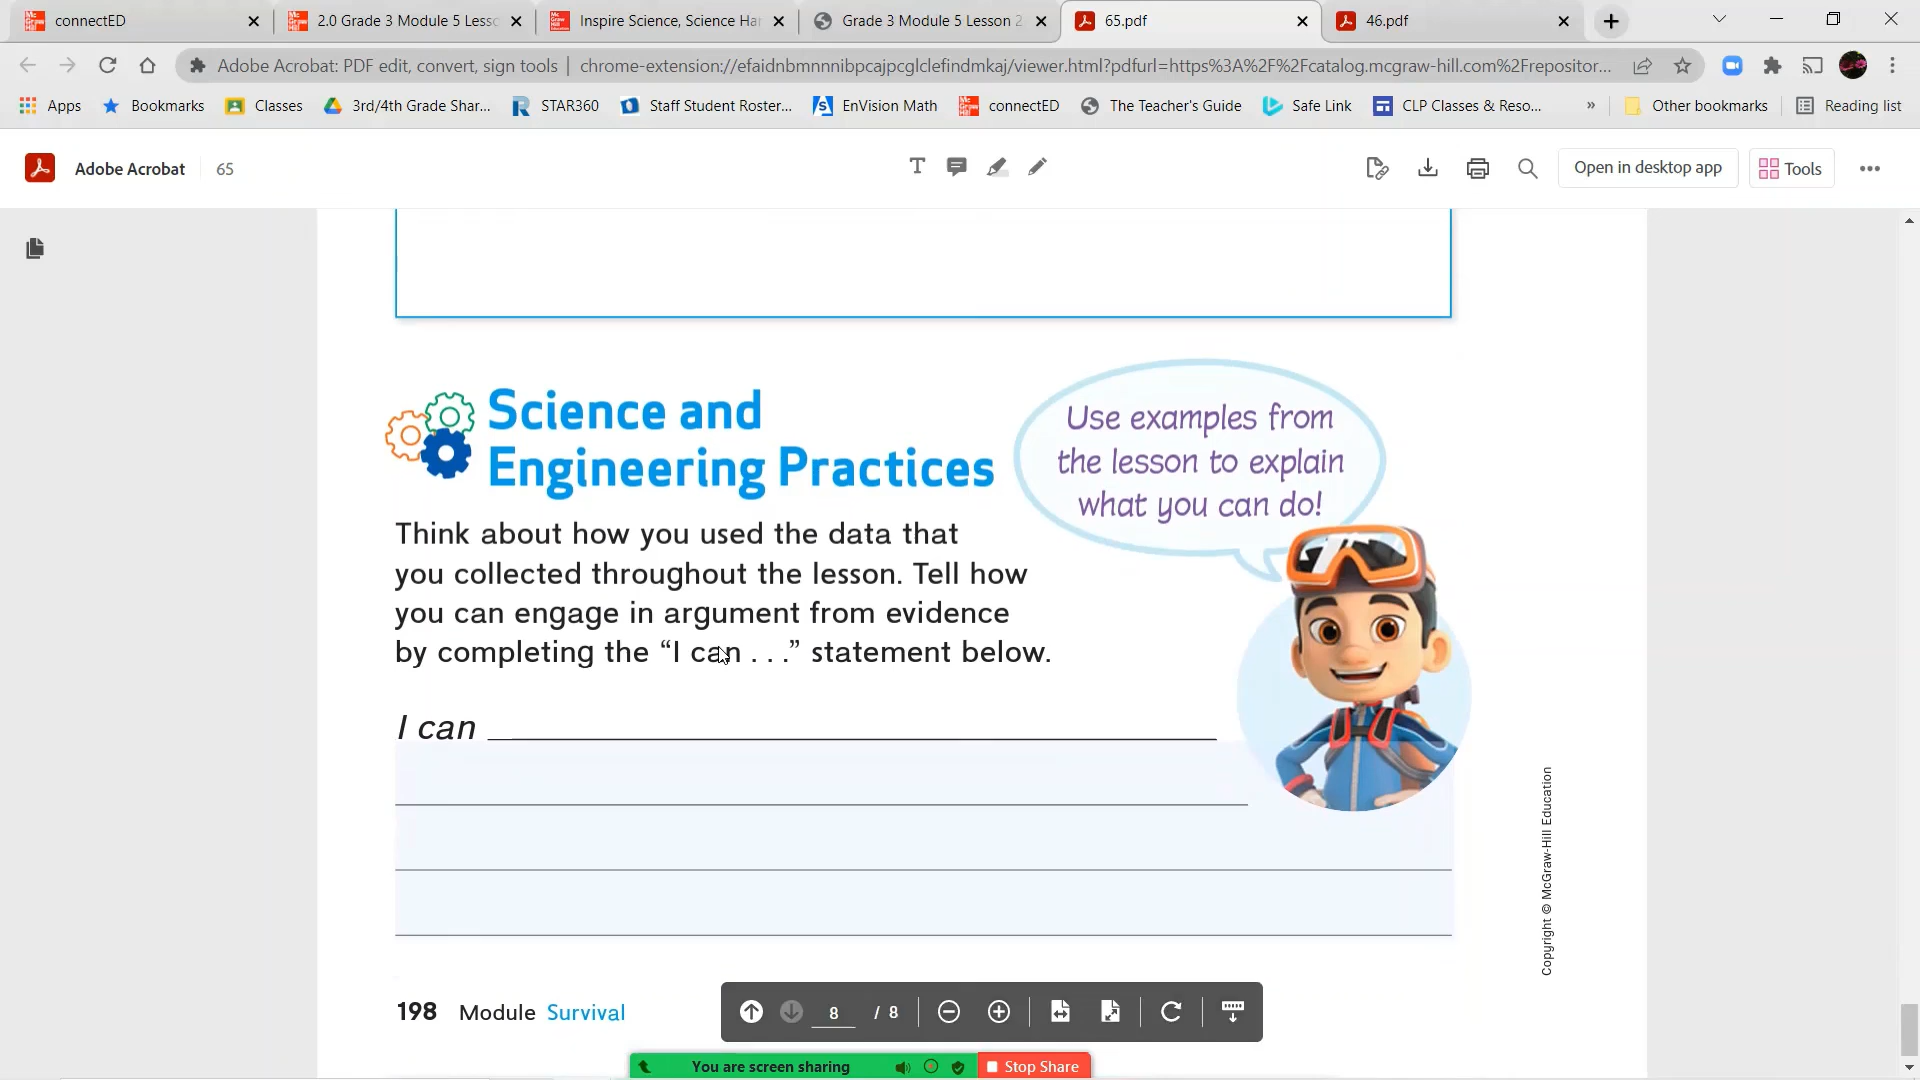 connectED
2.0 Grade 3 Module 5 Lesso
Inspire Science, Science Har
Grade 3 Module 5 Lesson 2
65.pdf
46.pdf
Adobe Acrobat: PDF edit, convert, sign tools | chrome-extension://efaidnbmnnnibpcajpcglclefindmkaj/viewer.html?pdfurl=https%3A%2F%2Fcatalog.mcgraw-hill.com%2Frepositor...
Apps Bookmarks Classes 3rd/4th Grade Shar... STAR360 Staff Student Roster... EnVision Math connectED The Teacher's Guide Safe Link CLP Classes & Reso... » Other bookmarks Reading list
Adobe Acrobat 65 Open in desktop app Tools
Science and
Engineering Practices
Use examples from
the lesson to explain
what you can do!
Think about how you used the data that
you collected throughout the lesson. Tell how
you can engage in argument from evidence
by completing the “I can . . .” statement below.
I can
Copyright © McGraw-Hill Education
198 Module Survival
8 / 8
You are screen sharing Stop Share